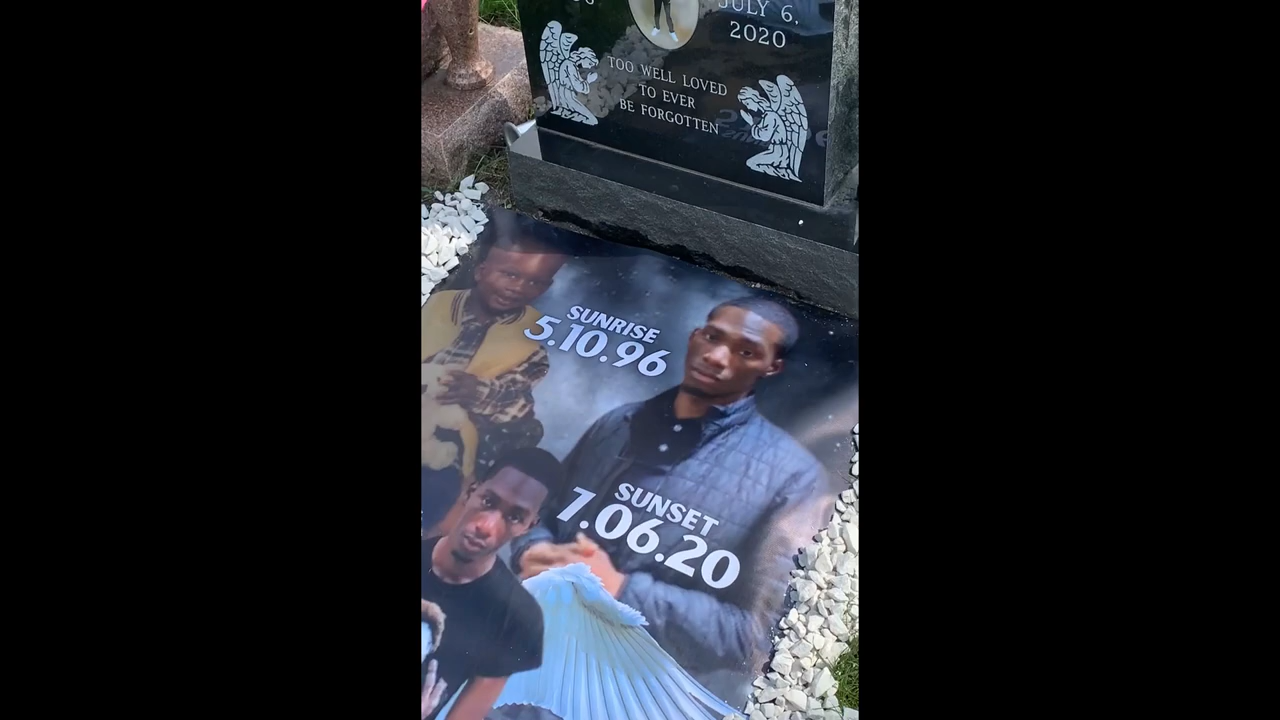 JULY 6,
2020
TOO WELL LOVED
TO EVER
BE FORGOTTEN
SUNRISE
5.10.96
SUNSET
7.06.20